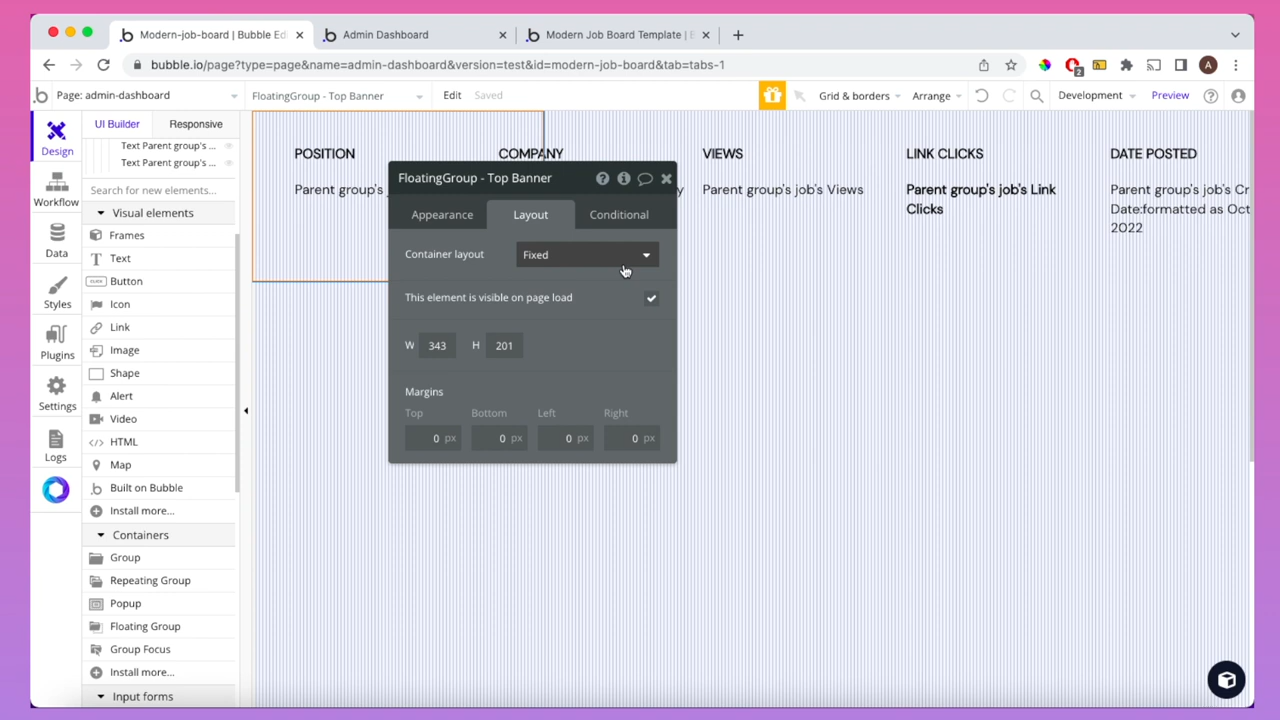 Modern-job-board | Bubble Edi
Admin Dashboard
Modern Job Board Template | B
bubble.io/page?type=page&name=admin-dashboard&version=test&id=modern-job-board&tab=tabs-1
2
A
Page: admin-dashboard
FloatingGroup - Top Banner
Edit
Saved
Grid & borders
Arrange
Development
Preview
Design
Workflow
Data
Styles
Plugins
Settings
Logs
UI Builder
Responsive
Text Parent group's ...
Text Parent group's ...
Search for new elements...
Visual elements
Frames
Text
CLICK
Button
Icon
Link
Image
Shape
Alert
Video
HTML
Map
Built on Bubble
Install more...
Containers
Group
Repeating Group
Popup
Floating Group
Group Focus
Install more...
Input forms
POSITION
COMPANY
VIEWS
LINK CLICKS
DATE POSTED
Parent group's j
y
Parent group's job's Views
Parent group's job's Link
Clicks
Parent group's job's Cr
Date:formatted as Oct
2022
FloatingGroup - Top Banner
Appearance
Layout
Conditional
Container layout
Fixed
This element is visible on page load
W 343 H 201
Margins
Top
Bottom
Left
Right
0 px
0 px
0 px
0 px